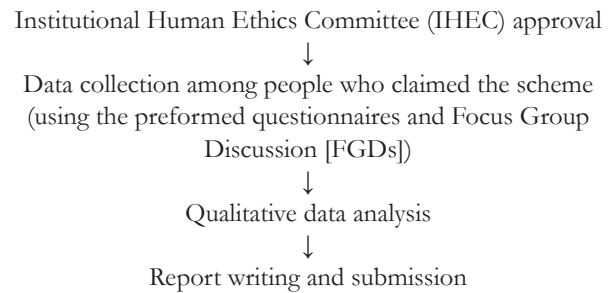 Institutional Human Ethics Committee (IHEC) approval
↓
Data collection among people who claimed the scheme
(using the preformed questionnaires and Focus Group
Discussion [FGDs])
↓
Qualitative data analysis
↓
Report writing and submission